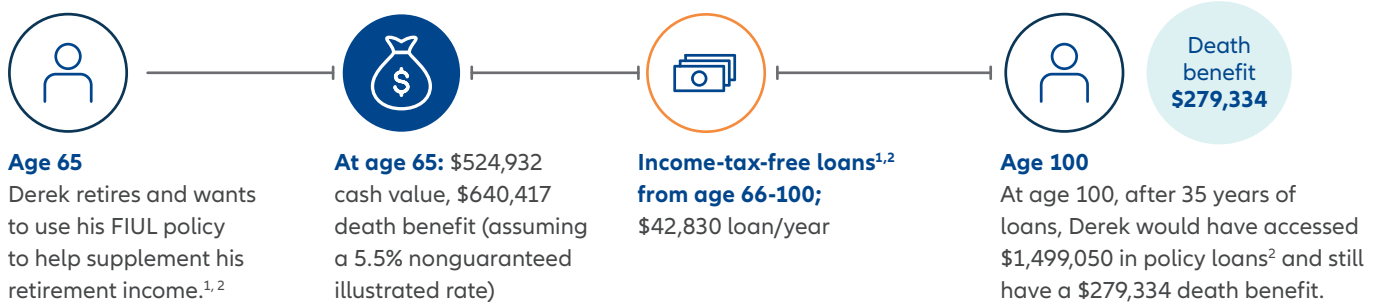 $
Death
benefit
$279,334
Age 65
Derek retires and wants
to use his FIUL policy
to help supplement his
retirement income.1, 2
At age 65: $524,932
cash value, $640,417
death benefit (assuming
a 5.5% nonguaranteed
illustrated rate)
Income-tax-free loans1,2
from age 66-100;
$42,830 loan/year
Age 100
At age 100, after 35 years of
loans, Derek would have accessed
$1,499,050 in policy loans2 and still
have a $279,334 death benefit.